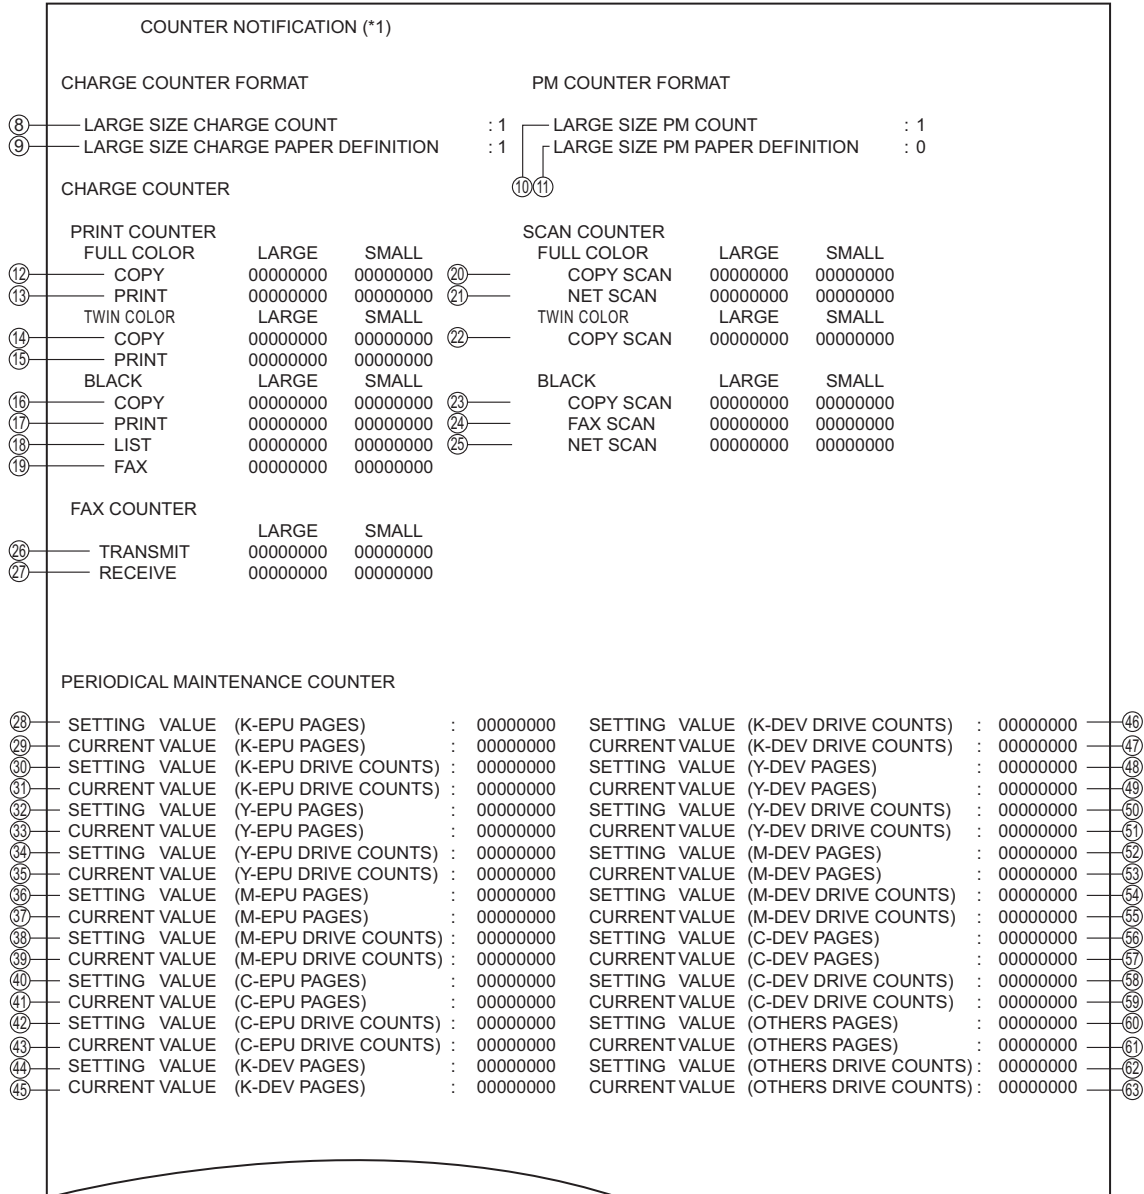 COUNTER NOTIFICATION (*1)
CHARGE COUNTER FORMAT PM COUNTER FORMAT
8 LARGE SIZE CHARGE COUNT : 1 LARGE SIZE PM COUNT : 1
9 LARGE SIZE CHARGE PAPER DEFINITION : 1 LARGE SIZE PM PAPER DEFINITION : 0
CHARGE COUNTER 10 11
PRINT COUNTER SCAN COUNTER
FULL COLOR LARGE SMALL FULL COLOR LARGE SMALL
12 COPY 00000000 00000000 20 COPY SCAN 00000000 00000000
13 PRINT 00000000 00000000 21 NET SCAN 00000000 00000000
TWIN COLOR LARGE SMALL TWIN COLOR LARGE SMALL
14 COPY 00000000 00000000 22 COPY SCAN 00000000 00000000
15 PRINT 00000000 00000000
BLACK LARGE SMALL BLACK LARGE SMALL
16 COPY 00000000 00000000 23 COPY SCAN 00000000 00000000
17 PRINT 00000000 00000000 24 FAX SCAN 00000000 00000000
18 LIST 00000000 00000000 25 NET SCAN 00000000 00000000
19 FAX 00000000 00000000
FAX COUNTER
LARGE SMALL
26 TRANSMIT 00000000 00000000
27 RECEIVE 00000000 00000000
PERIODICAL MAINTENANCE COUNTER
28 SETTING VALUE (K-EPU PAGES) : 00000000 SETTING VALUE (K-DEV DRIVE COUNTS) : 00000000 46
29 CURRENT VALUE (K-EPU PAGES) : 00000000 CURRENT VALUE (K-DEV DRIVE COUNTS) : 00000000 47
30 SETTING VALUE (K-EPU DRIVE COUNTS) : 00000000 SETTING VALUE (Y-DEV PAGES) : 00000000 48
31 CURRENT VALUE (K-EPU DRIVE COUNTS) : 00000000 CURRENT VALUE (Y-DEV PAGES) : 00000000 49
32 SETTING VALUE (Y-EPU PAGES) : 00000000 SETTING VALUE (Y-DEV DRIVE COUNTS) : 00000000 50
33 CURRENT VALUE (Y-EPU PAGES) : 00000000 CURRENT VALUE (Y-DEV DRIVE COUNTS) : 00000000 51
34 SETTING VALUE (Y-EPU DRIVE COUNTS) : 00000000 SETTING VALUE (M-DEV PAGES) : 00000000 52
35 CURRENT VALUE (Y-EPU DRIVE COUNTS) : 00000000 CURRENT VALUE (M-DEV PAGES) : 00000000 53
36 SETTING VALUE (M-EPU PAGES) : 00000000 SETTING VALUE (M-DEV DRIVE COUNTS) : 00000000 54
37 CURRENT VALUE (M-EPU PAGES) : 00000000 CURRENT VALUE (M-DEV DRIVE COUNTS) : 00000000 55
38 SETTING VALUE (M-EPU DRIVE COUNTS) : 00000000 SETTING VALUE (C-DEV PAGES) : 00000000 56
39 CURRENT VALUE (M-EPU DRIVE COUNTS) : 00000000 CURRENT VALUE (C-DEV PAGES) : 00000000 57
40 SETTING VALUE (C-EPU PAGES) : 00000000 SETTING VALUE (C-DEV DRIVE COUNTS) : 00000000 58
41 CURRENT VALUE (C-EPU PAGES) : 00000000 CURRENT VALUE (C-DEV DRIVE COUNTS) : 00000000 59
42 SETTING VALUE (C-EPU DRIVE COUNTS) : 00000000 SETTING VALUE (OTHERS PAGES) : 00000000 60
43 CURRENT VALUE (C-EPU DRIVE COUNTS) : 00000000 CURRENT VALUE (OTHERS PAGES) : 00000000 61
44 SETTING VALUE (K-DEV PAGES) : 00000000 SETTING VALUE (OTHERS DRIVE COUNTS) : 00000000 62
45 CURRENT VALUE (K-DEV PAGES) : 00000000 CURRENT VALUE (OTHERS DRIVE COUNTS) : 00000000 63